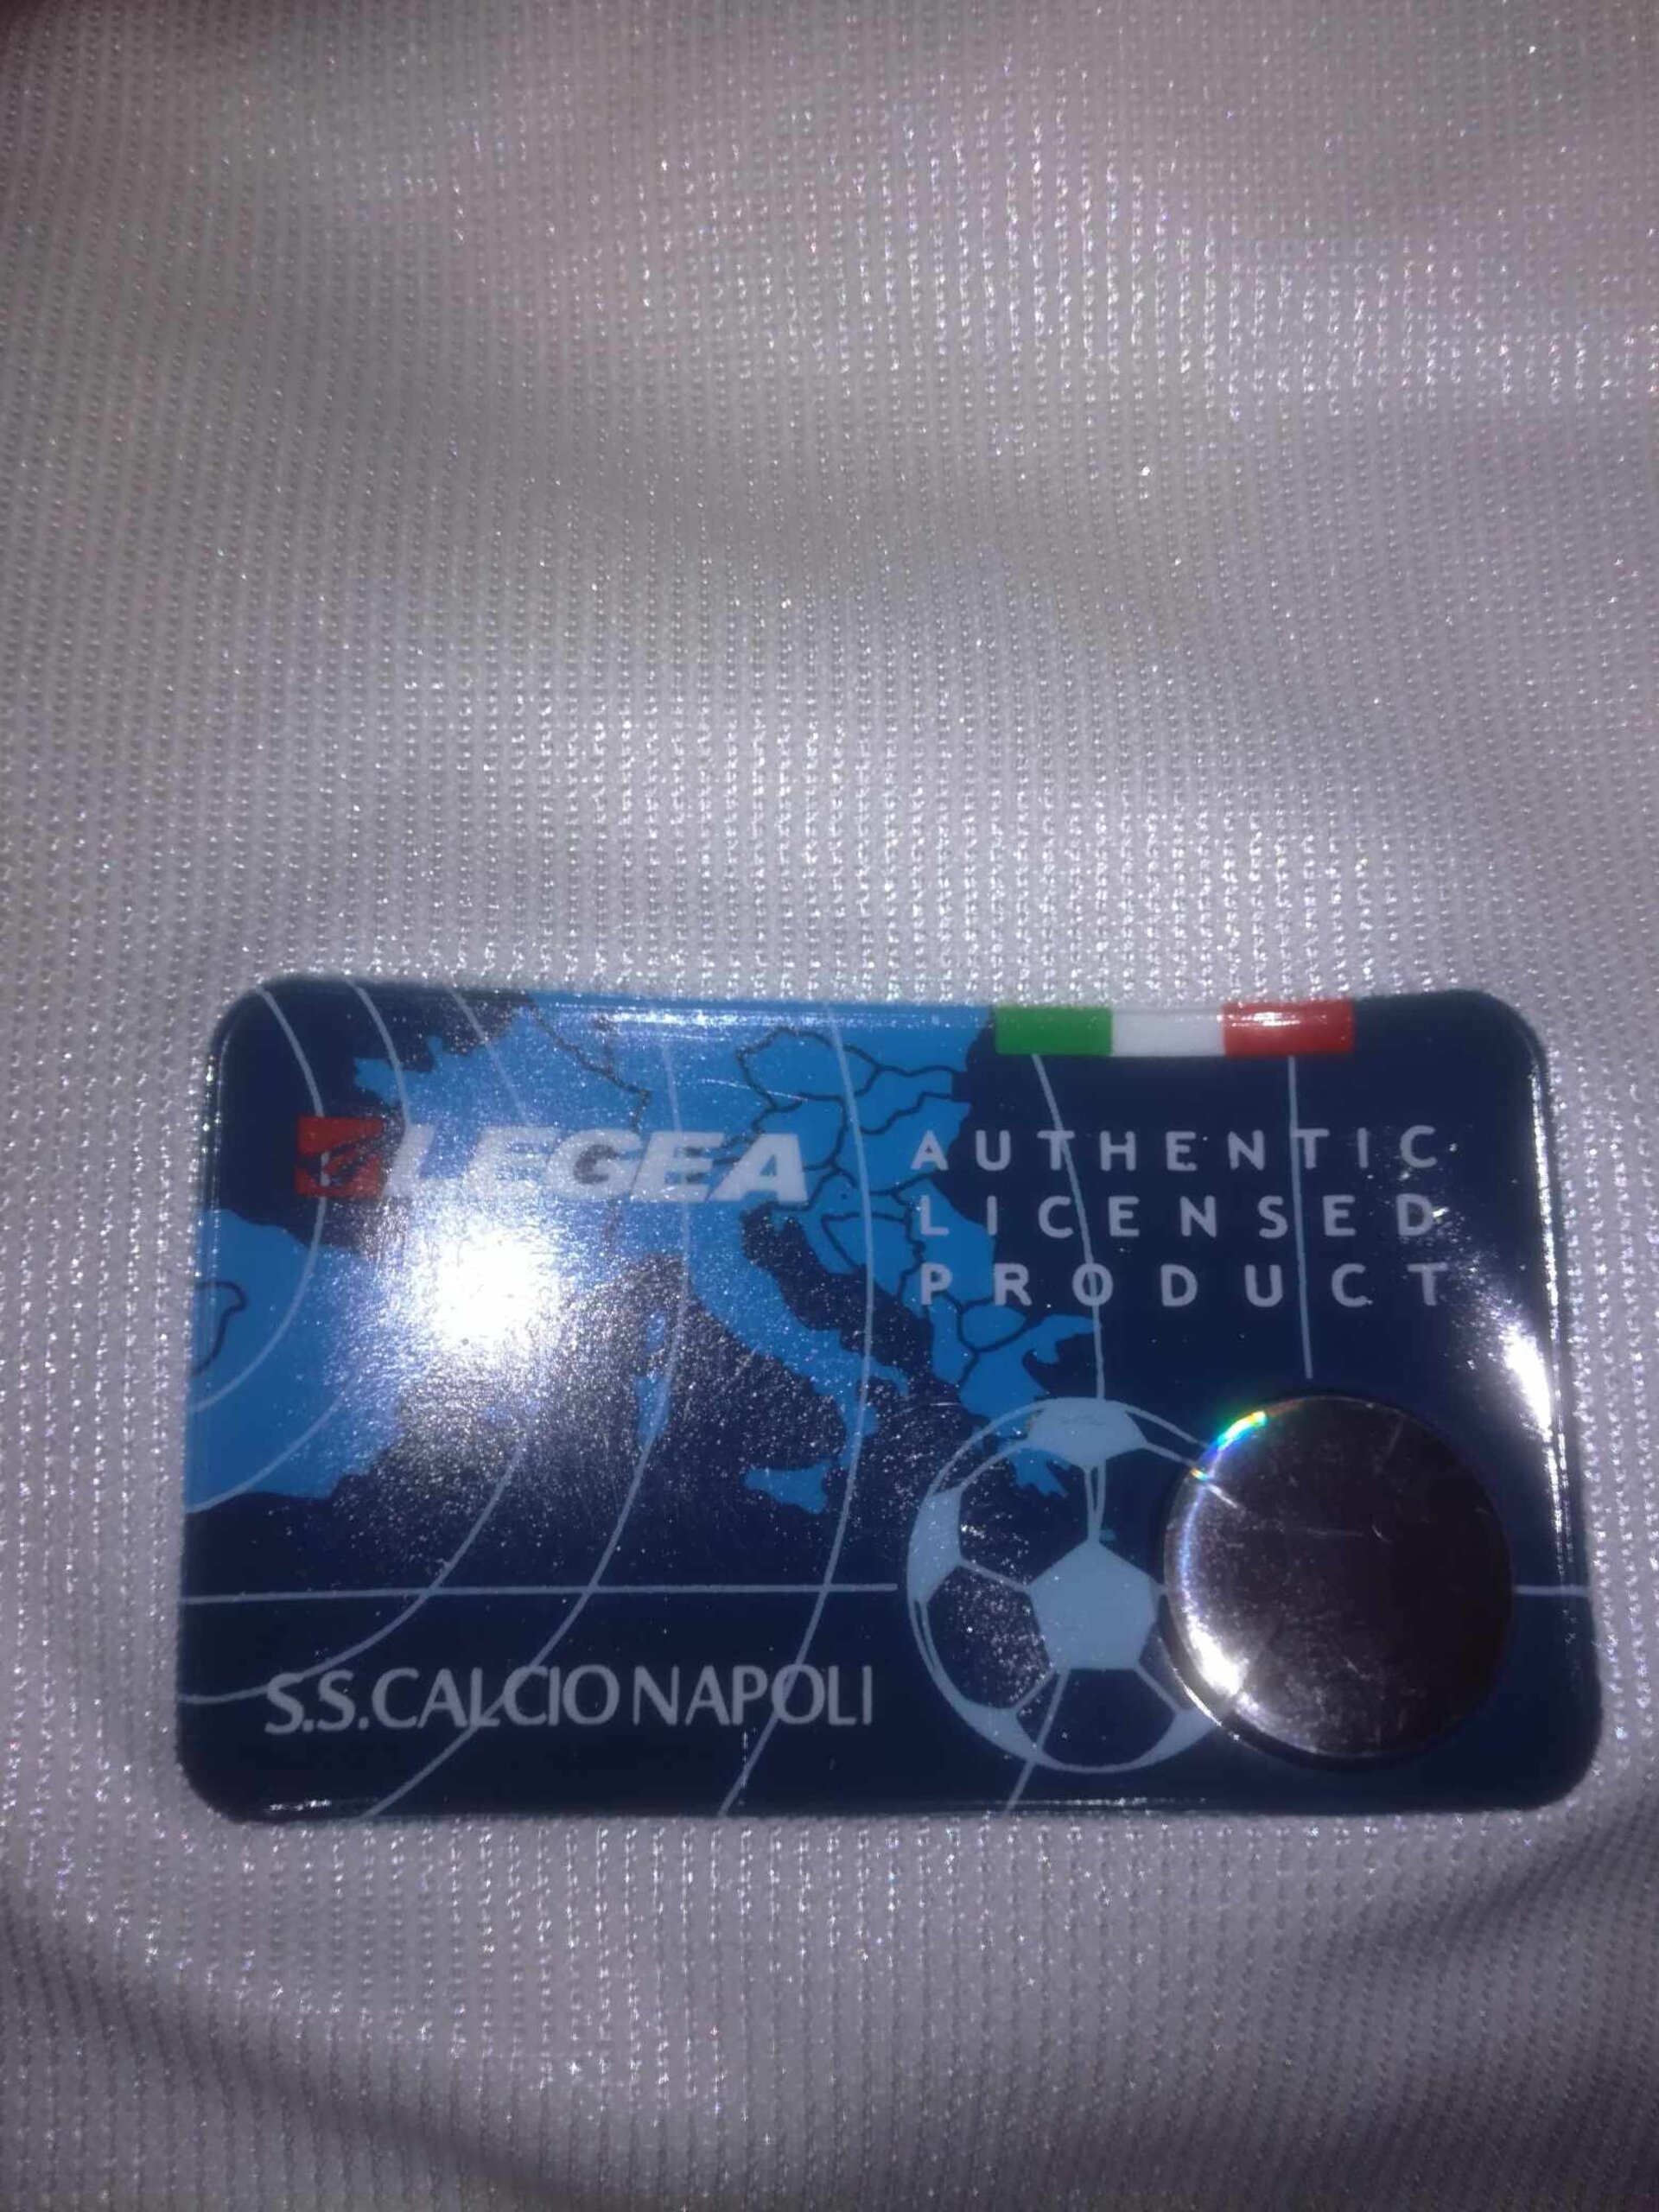 LEGEA
AUTHENTIC
LICENSED
PRODUCT
S.S.CALCIO NAPOLI